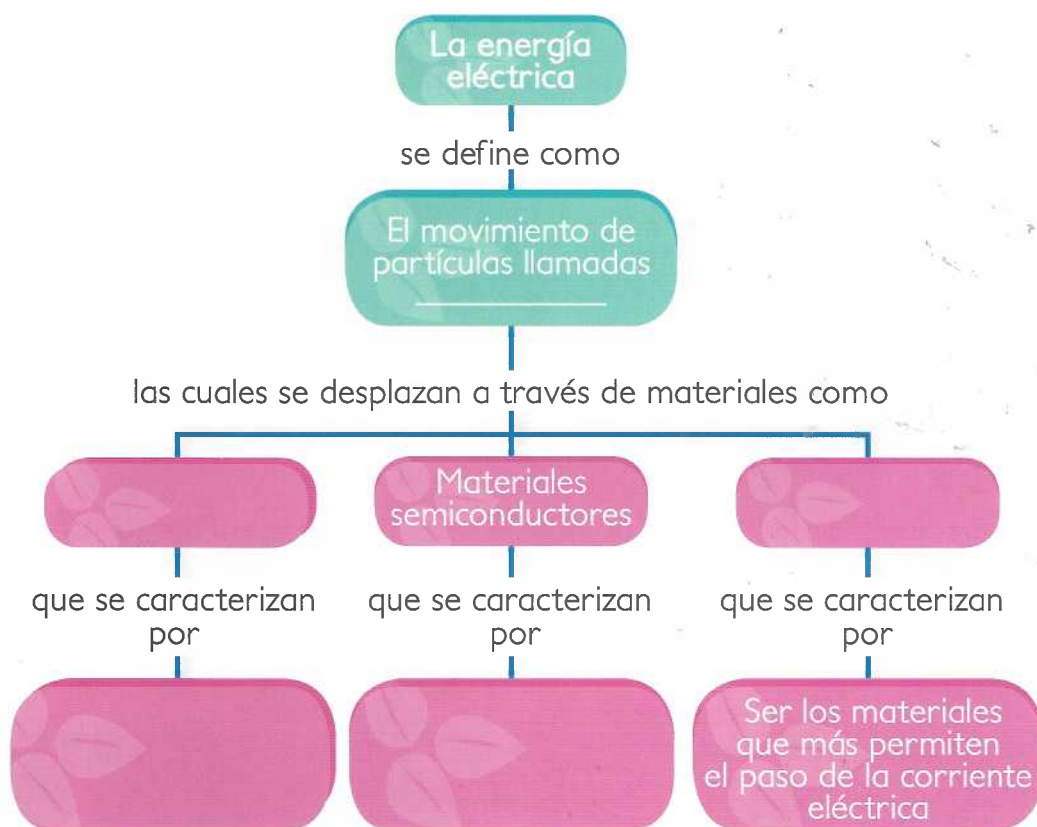 La energía
eléctrica
se define como
El movimiento de
partículas llamadas
las cuales se desplazan a través de materiales como
Materiales
semiconductores
que se caracterizan
por
que se caracterizan
por
que se caracterizan
por
Ser los materiales
que más permiten
el paso de la corriente
eléctrica